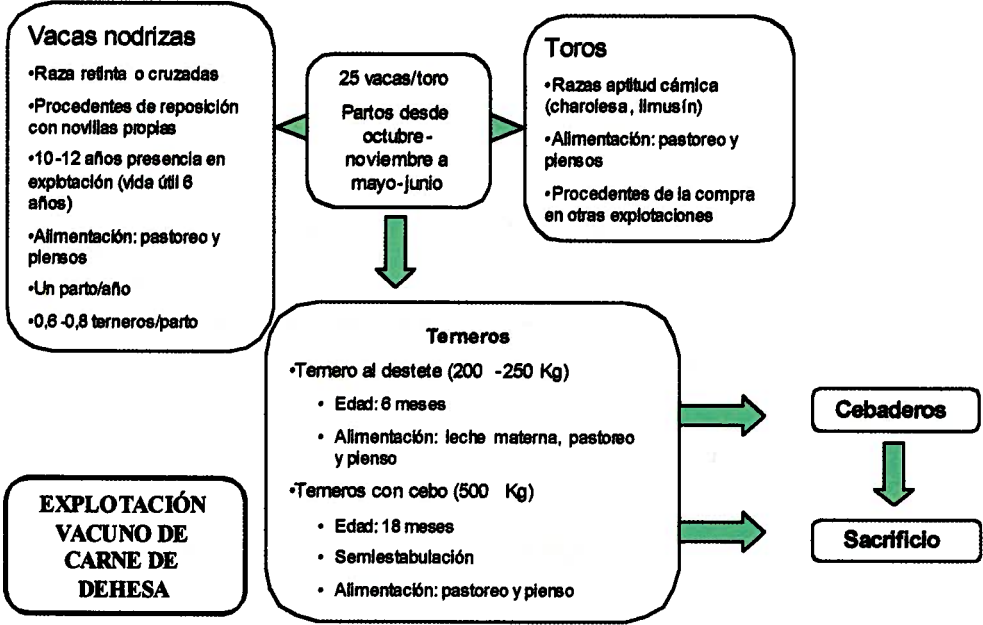 Vacas nodrizas
•Raza retinta o cruzadas
•Procedentes de reposición
con novillas propias
•10-12 años presencia en
explotación (vida útil 6
años)
•Alimentación: pastoreo y
piensos
•Un parto/año
•0,6-0,8 terneros/parto
25 vacas/toro
Partos desde
octubre-
noviembre a
mayo-junio
Toros
•Razas aptitud cárnica
(charolesa, limusín)
•Alimentación: pastoreo y
piensos
•Procedentes de la compra
en otras explotaciones
Terneros
•Ternero al destete (200 -250 Kg)
• Edad: 6 meses
• Alimentación: leche materna, pastoreo
y pienso
•Terneros con cebo (500 Kg)
• Edad: 18 meses
• Semiestabulación
• Alimentación: pastoreo y pienso
Cebaderos
Sacrificio
EXPLOTACIÓN
VACUNO DE
CARNE DE
DEHESA